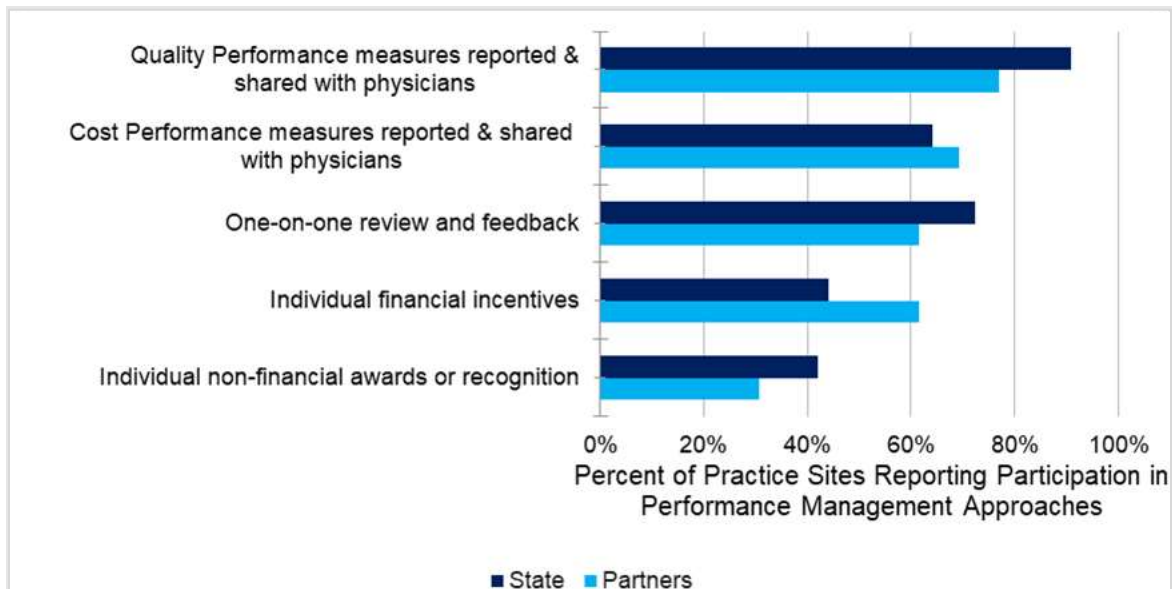 Quality Performance measures reported &
shared with physicians
Cost Performance measures reported & shared
with physicians
One-on-one review and feedback
Individual financial incentives
Individual non-financial awards or recognition
0% 20% 40% 60% 80% 100%
Percent of Practice Sites Reporting Participation in
Performance Management Approaches
State Partners